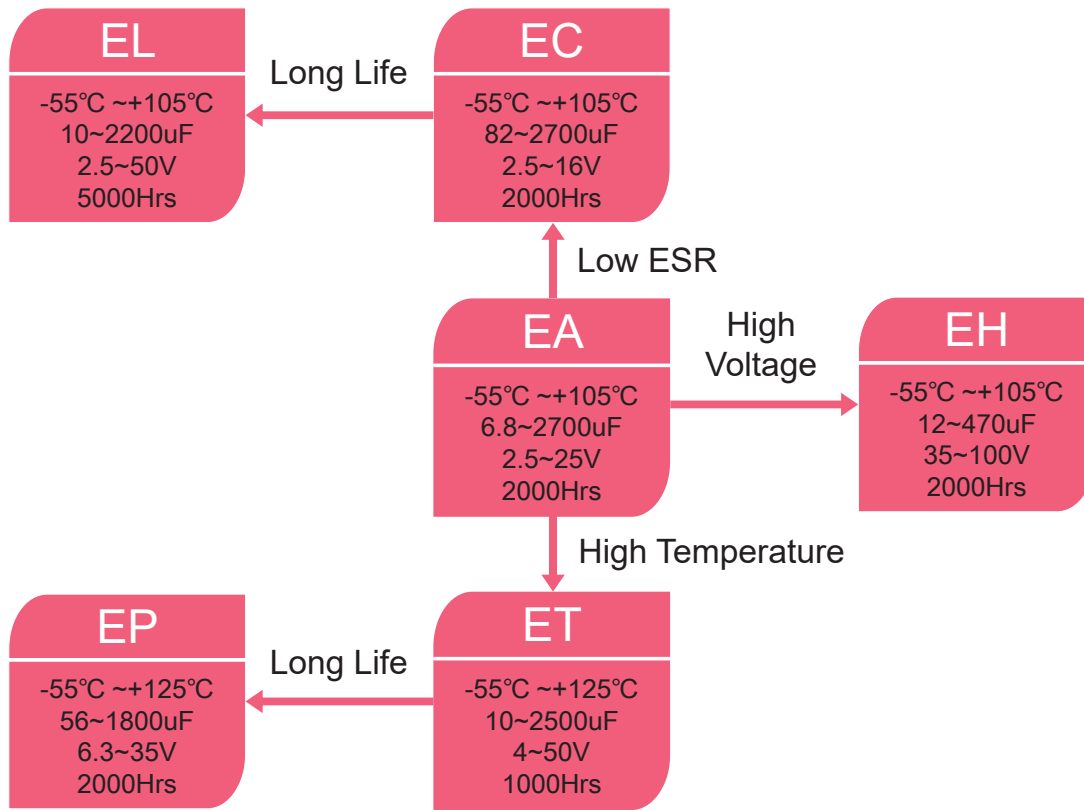 EL
-55℃ ~+105℃
10~2200uF
2.5~50V
5000Hrs
Long Life
EC
-55℃ ~+105℃
82~2700uF
2.5~16V
2000Hrs
Low ESR
EA
-55℃ ~+105℃
6.8~2700uF
2.5~25V
2000Hrs
High
Voltage
EH
-55℃ ~+105℃
12~470uF
35~100V
2000Hrs
High Temperature
EP
-55℃ ~+125℃
56~1800uF
6.3~35V
2000Hrs
Long Life
ET
-55℃ ~+125℃
10~2500uF
4~50V
1000Hrs